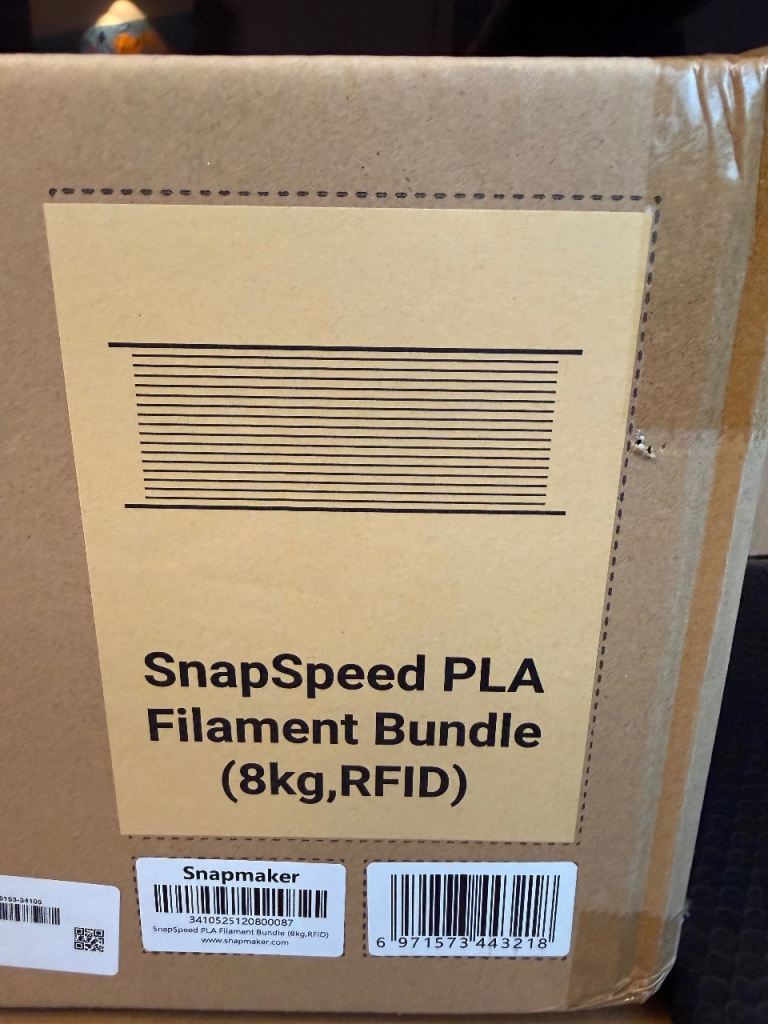 SnapSpeed PLA
Filament Bundle
(8kg,RFID)
Snapmaker
3410525120800087
SnapSpeed PLA Filament Bundle (8kg,RFID)
www.snapmaker.com
6 971573 443218